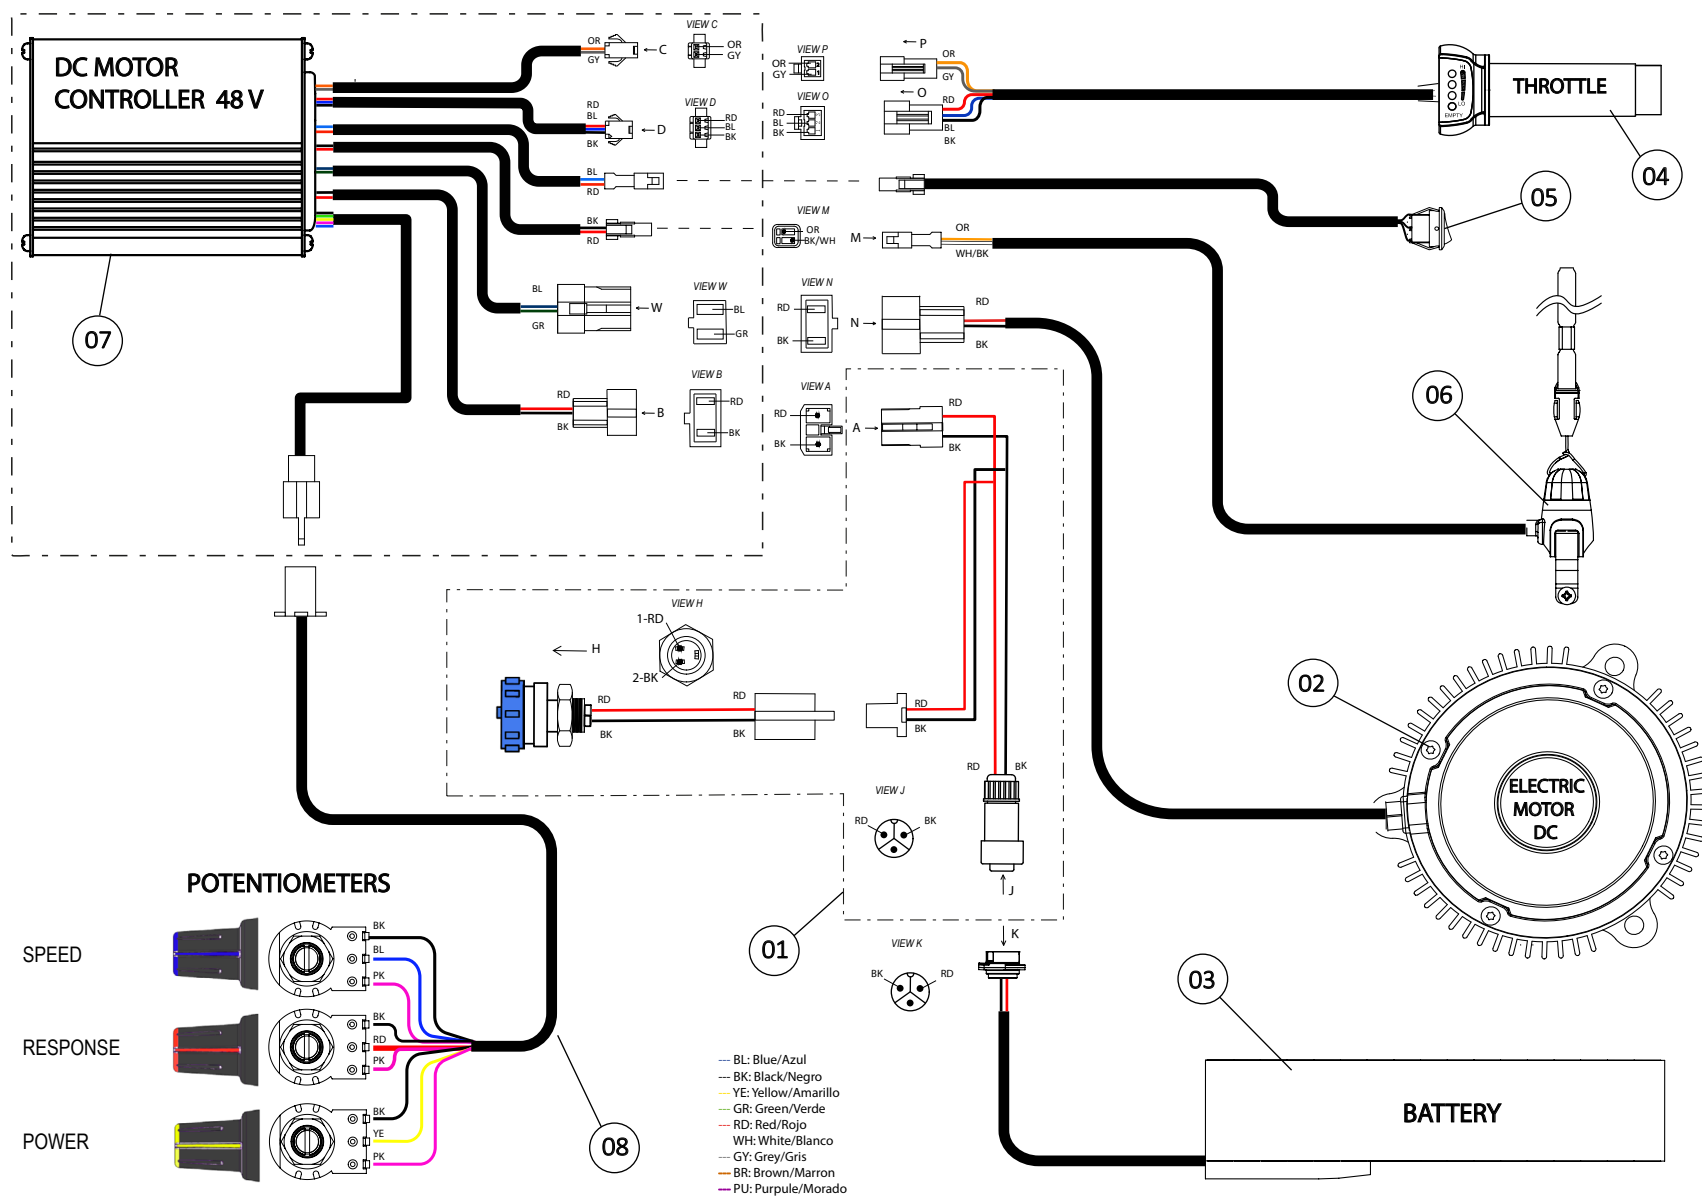 DC MOTOR
CONTROLLER 48 V
07
OR
GY
C
VIEW C
OR
GY
RD
BL
BK
D
VIEW D
RD
BL
BK
BL
RD
BK
RD
BL
GR
W
VIEW W
BL
GR
RD
BK
B
VIEW B
RD
BK
VIEW P
OR
GY
P
OR
GY
VIEW O
RD
BL
BK
O
RD
BL
BK
HI
LO
EMPTY
THROTTLE
04
05
VIEW M
OR
BK/WH
M
OR
WH/BK
VIEW N
RD
BK
N
RD
BK
06
VIEW A
RD
BK
A
RD
BK
VIEW H
1-RD
2-BK
H
RD
BK
RD
BK
RD
BK
RD
BK
VIEW J
RD
BK
J
01
02
ELECTRIC
MOTOR
DC
K
VIEW K
BK
RD
03
BATTERY
POTENTIOMETERS
SPEED
BK
BL
PK
RESPONSE
BK
RD
PK
POWER
BK
YE
PK
08
BL: Blue/Azul
BK: Black/Negro
YE: Yellow/Amarillo
GR: Green/Verde
RD: Red/Rojo
WH: White/Blanco
GY: Grey/Gris
BR: Brown/Marron
PU: Purpule/Morado